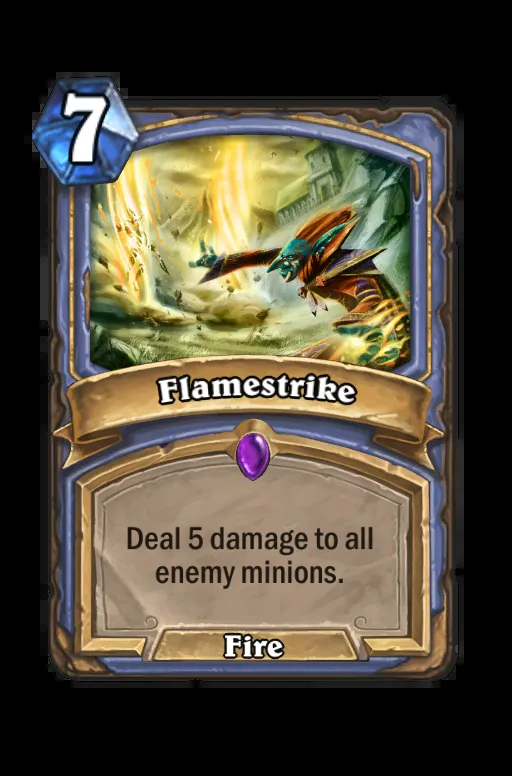 7
Flamestrike
Deal 5 damage to all
enemy minions.
Fire